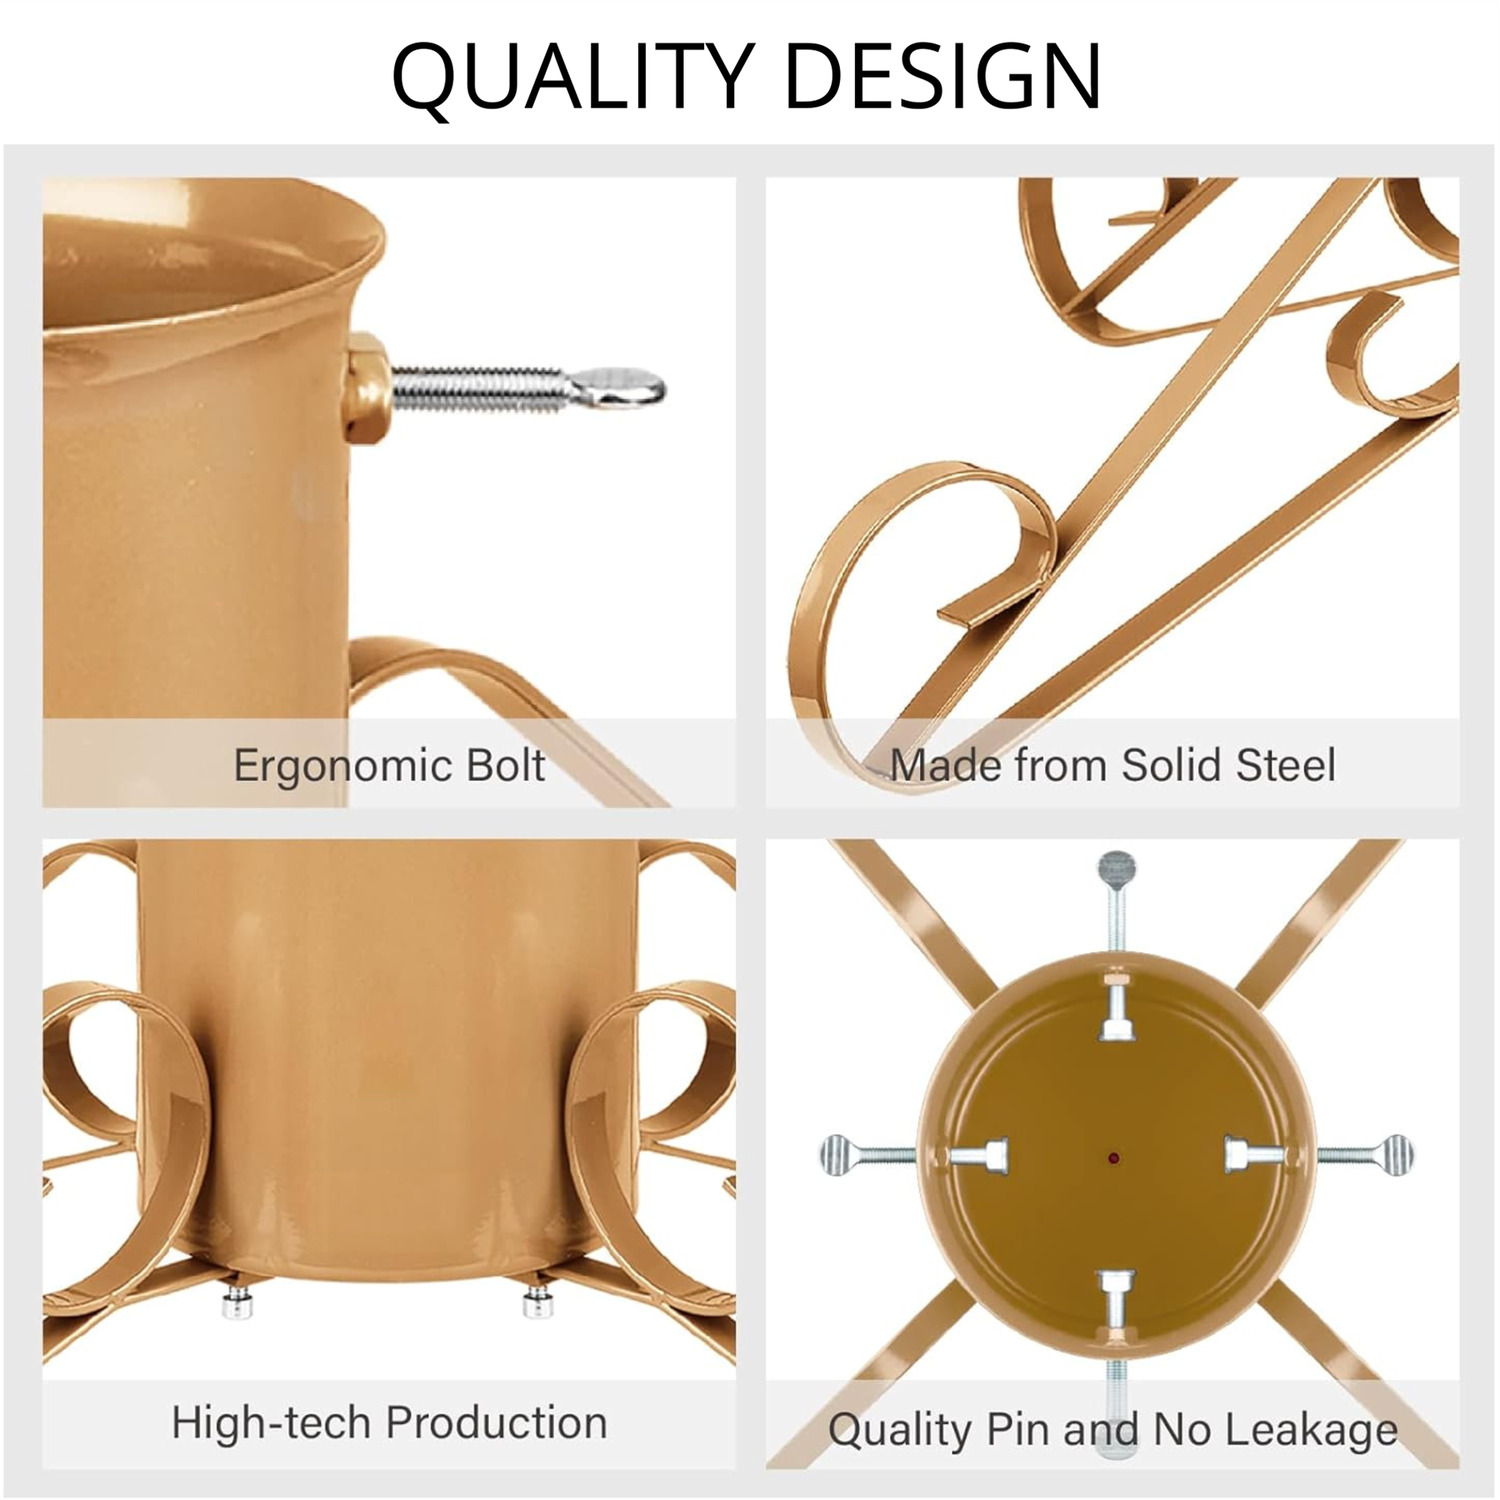 QUALITY DESIGN
Ergonomic Bolt
Made from Solid Steel
High-tech Production
Quality Pin and No Leakage